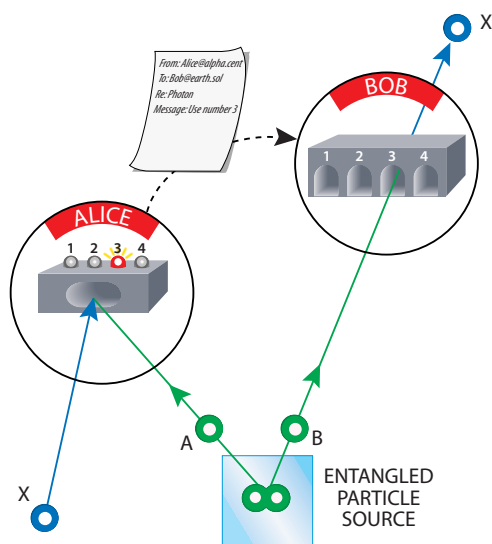 X
From: Alice@alpha.cent
To: Bob@earth.sol
Re: Photon
Message: Use number 3
BOB
1 2 3 4
ALICE
1 2 3 4
A
B
X
ENTANGLED
PARTICLE
SOURCE